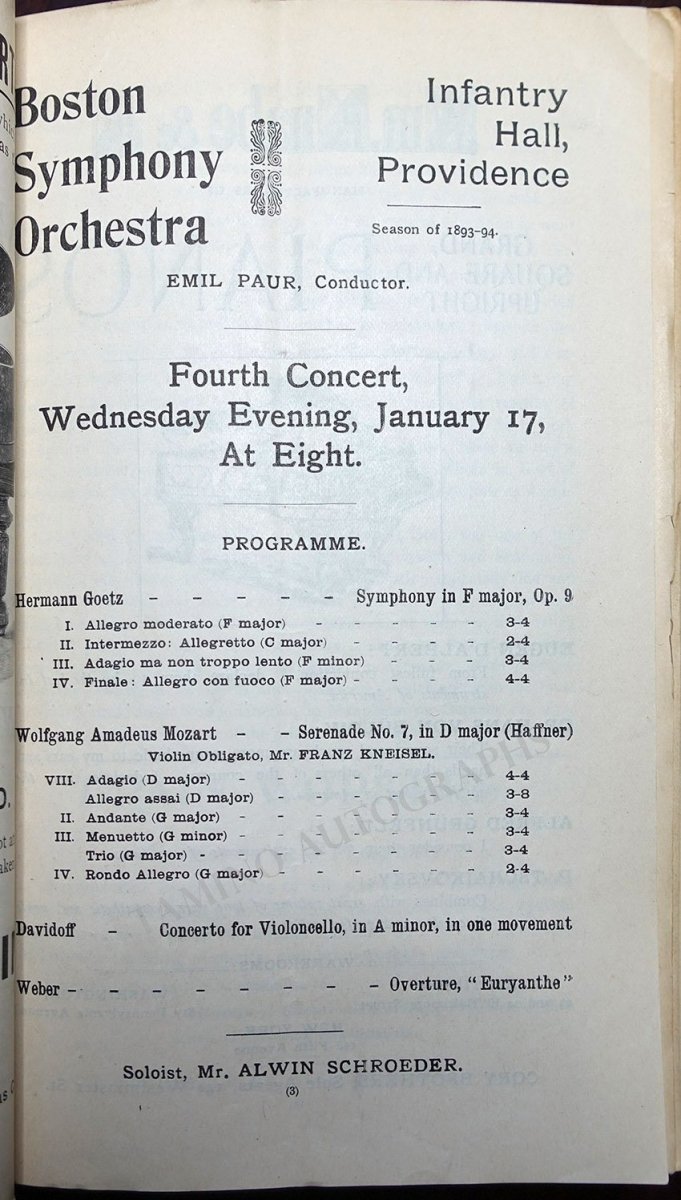 Boston
Symphony
Orchestra
Infantry
Hall,
Providence
Season of 1893-94.
EMIL PAUR, Conductor.
Fourth Concert,
Wednesday Evening, January 17,
At Eight.
PROGRAMME.
Hermann Goetz - - - - - Symphony in F major, Op. 9
I. Allegro moderato (F major) - - - - - 3-4
II. Intermezzo: Allegretto (C major) - - - - 2-4
III. Adagio ma non troppo lento (F minor) - - - 3-4
IV. Finale: Allegro con fuoco (F major) - - - - 4-4
Wolfgang Amadeus Mozart - - Serenade No. 7, in D major (Haffner)
Violin Obligato, Mr. FRANZ KNEISEL.
VIII. Adagio (D major) - - - - - - - 4-4
Allegro assai (D major) - - - - - - 3-8
II. Andante (G major) - - - - - - - 3-4
III. Menuetto (G minor) - - - - - - - 3-4
Trio (G major) - - - - - - - - 3-4
IV. Rondo Allegro (G major) - - - - - - 2-4
Davidoff - Concerto for Violoncello, in A minor, in one movement
Weber - - - - - - - - Overture, "Euryanthe"
Soloist, Mr. ALWIN SCHROEDER.
(3)
TAMINO AUTOGRAPHS